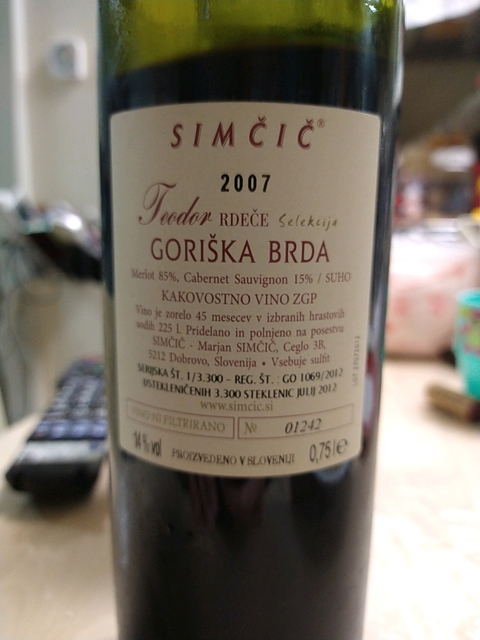 SIMČIČ®
2007
Teodor RDEČE Selekcija
GORIŠKA BRDA
Merlot 85%, Cabernet Sauvignon 15% / SUHO
KAKOVOSTNO VINO ZGP
Vino je zorelo 45 mesecev v izbranih hrastovih
sodih 225 l. Pridelano in polnjeno na posestvu
SIMČIČ - Marjan SIMČIČ, Ceglo 3B,
5212 Dobrovo, Slovenija • Vsebuje sulfit
SERIJSKA ŠT. 1/3.300 - REG. ŠT. : GO 1069/2012
USTEKLENIČENIH 3.300 STEKLENIC JULIJ 2012
www.simcic.si
VINO NI FILTRIRANO
№ 01242
14 % vol PROIZVEDENO V SLOVENIJI 0,75 l e